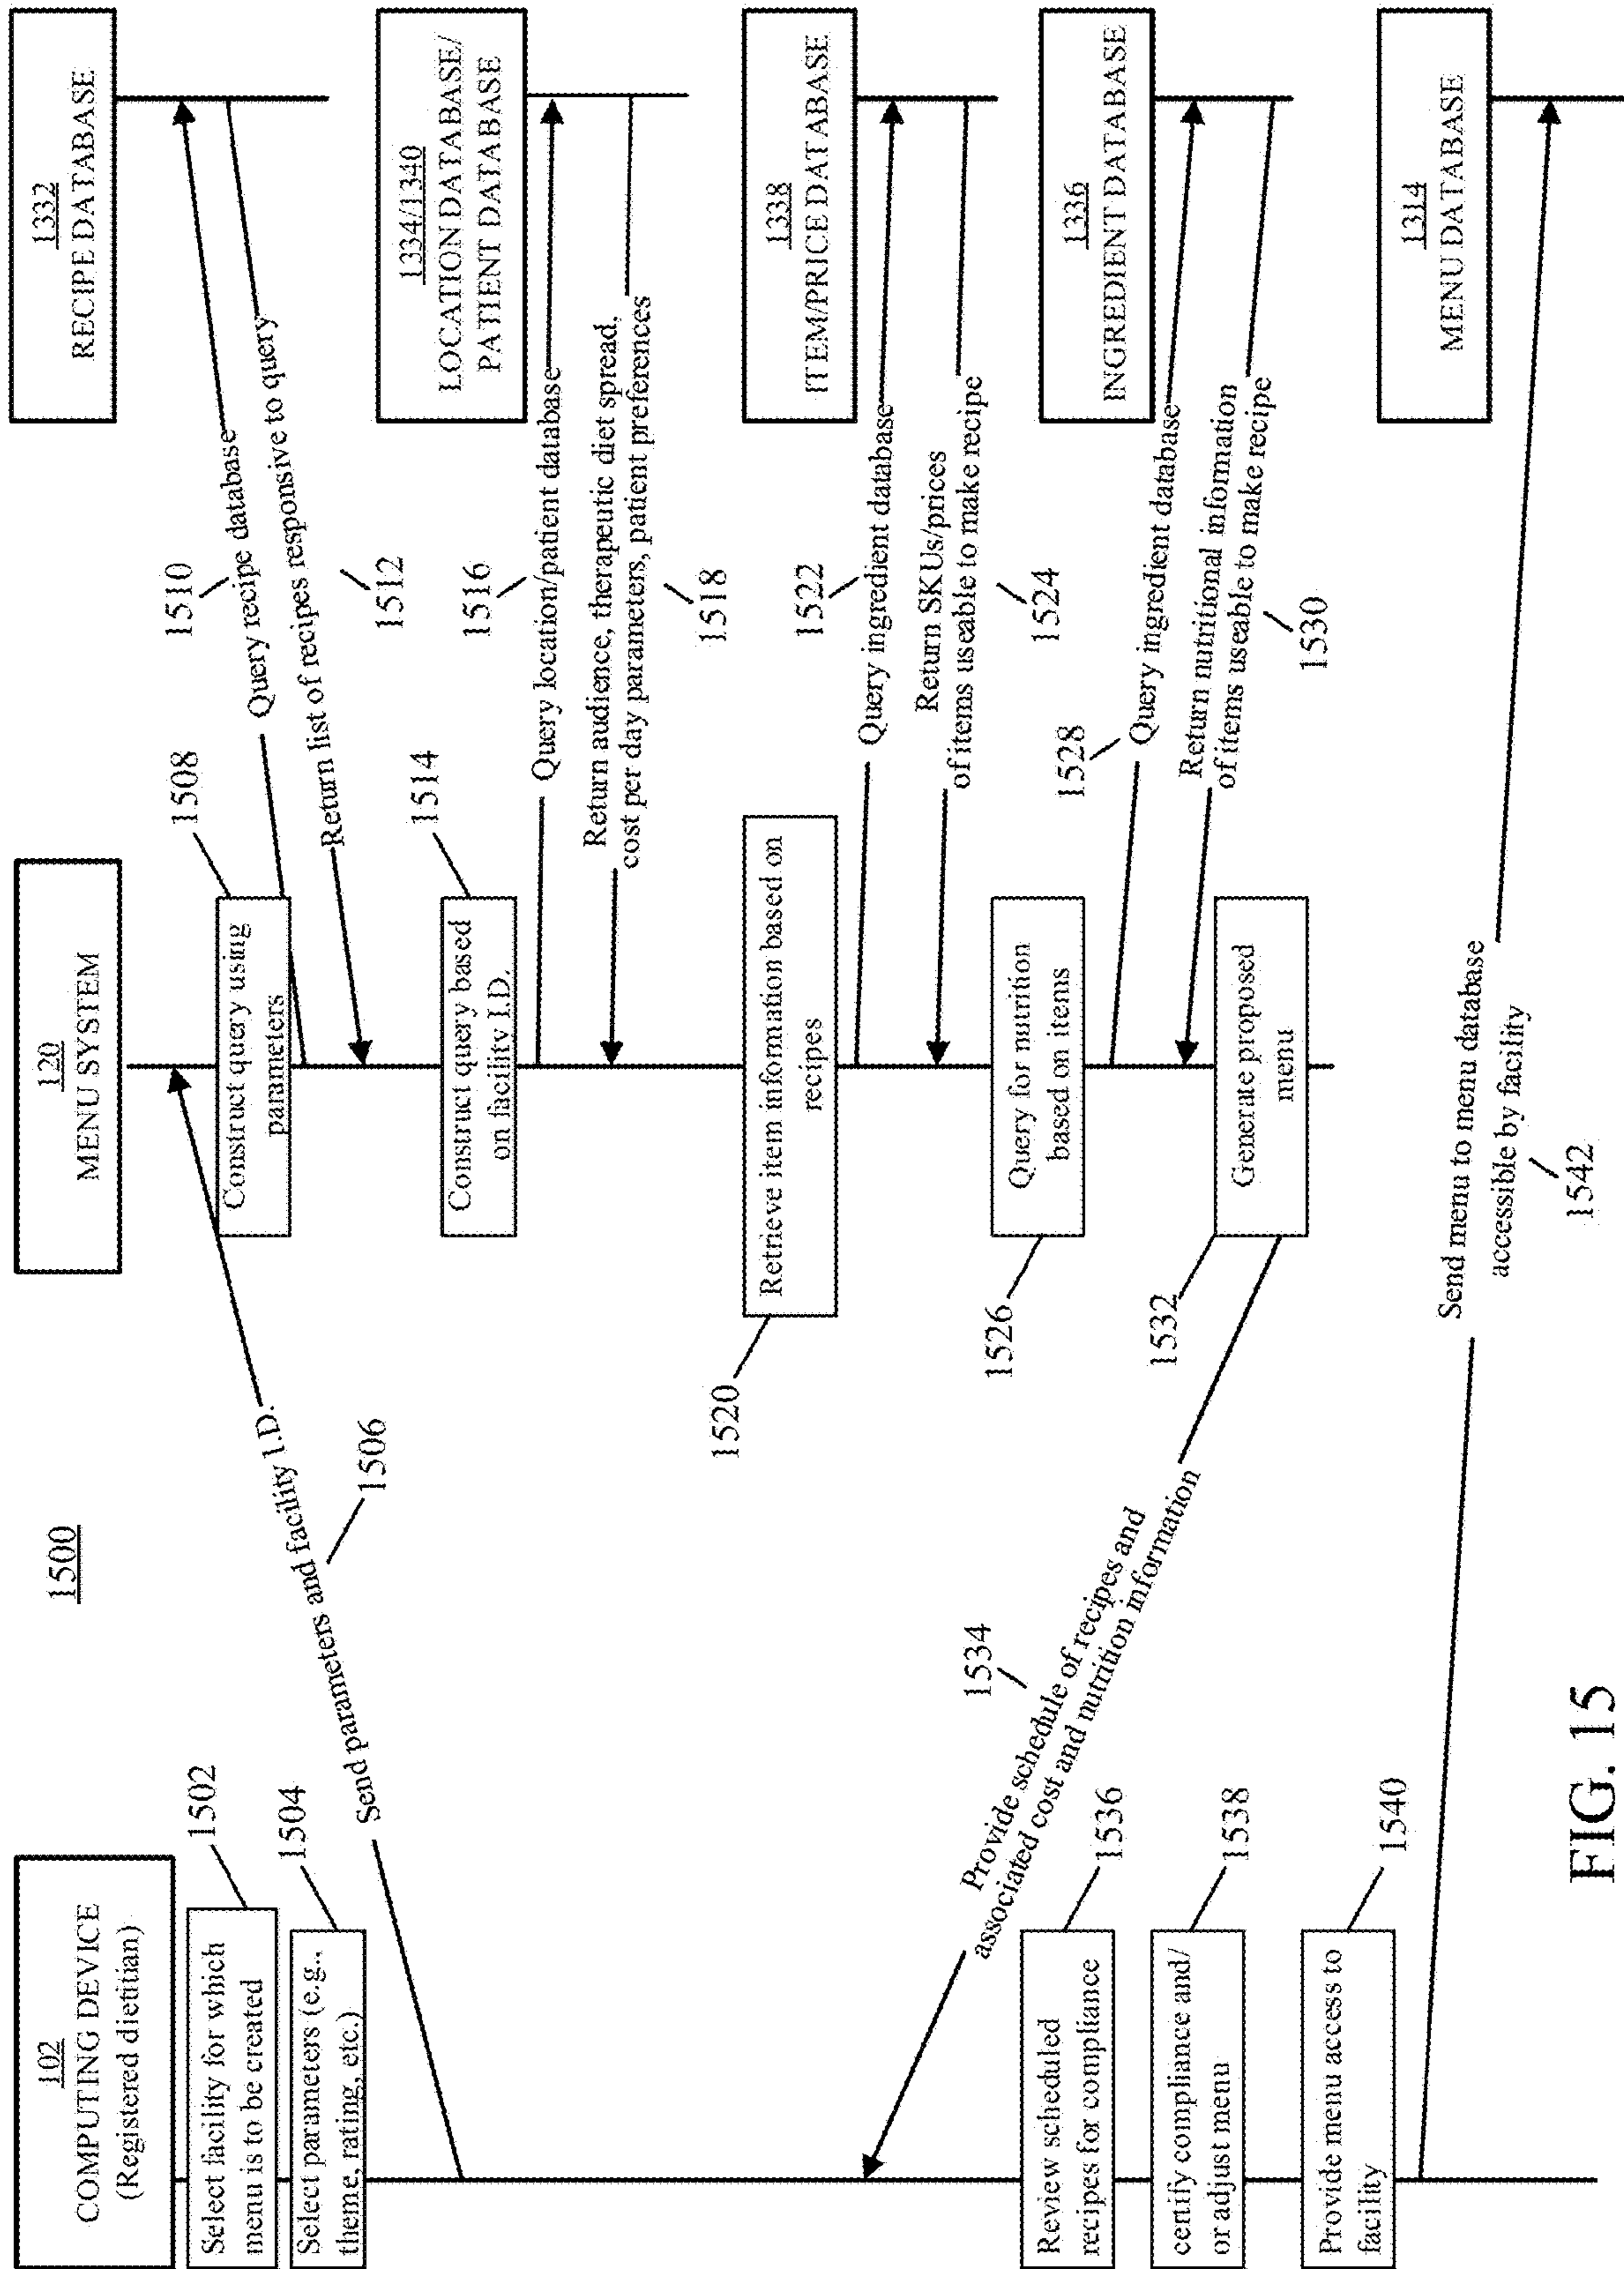 1500
102
COMPUTING DEVICE
(Registered dietitian)
120
MENU SYSTEM
1332
RECIPE DATABASE
Select facility for which
menu is to be created
1502
Select parameters (e.g.,
theme, rating, etc.)
1504
Send parameters and facility I.D.
1506
Construct query using
parameters
1508
1510
Query recipe database
Return list of recipes responsive to query
1512
1334/1340
LOCATION DATABASE/
PATIENT DATABASE
Construct query based
on facility I.D.
1514
1516
Query location/patient database
Return audience, therapeutic diet spread,
cost per day parameters, patient preferences
1518
1338
ITEM/PRICE DATABASE
Retrieve item information based on
recipes
1520
1522
Query ingredient database
Return SKUs/prices
of items useable to make recipe
1524
1336
INGREDIENT DATABASE
Query for nutrition
based on items
1526
1528
Query ingredient database
Return nutritional information
of items useable to make recipe
1530
Generate proposed
menu
1532
1534
Provide schedule of recipes and
associated cost and nutrition information
Review scheduled
recipes for compliance
1536
certify compliance and/
or adjust menu
1538
Provide menu access to
facility
1540
1314
MENU DATABASE
Send menu to menu database
accessible by facility
1542
FIG. 15